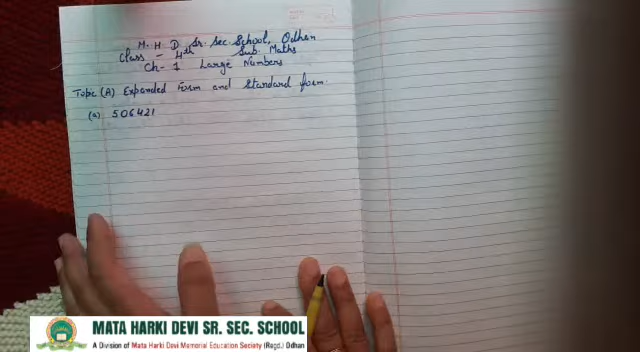 M. H. D. Sr. Sec. School, Odhan
Class - 4th Sub Maths
Ch- 1 Large Numbers
Topic (A) Expanded Form and Standard form.
(a) 506421
MATA HARKI DEVI SR. SEC. SCHOOL
A Division of Mata Harki Devi Memorial Education Society (Regd.) Odhan